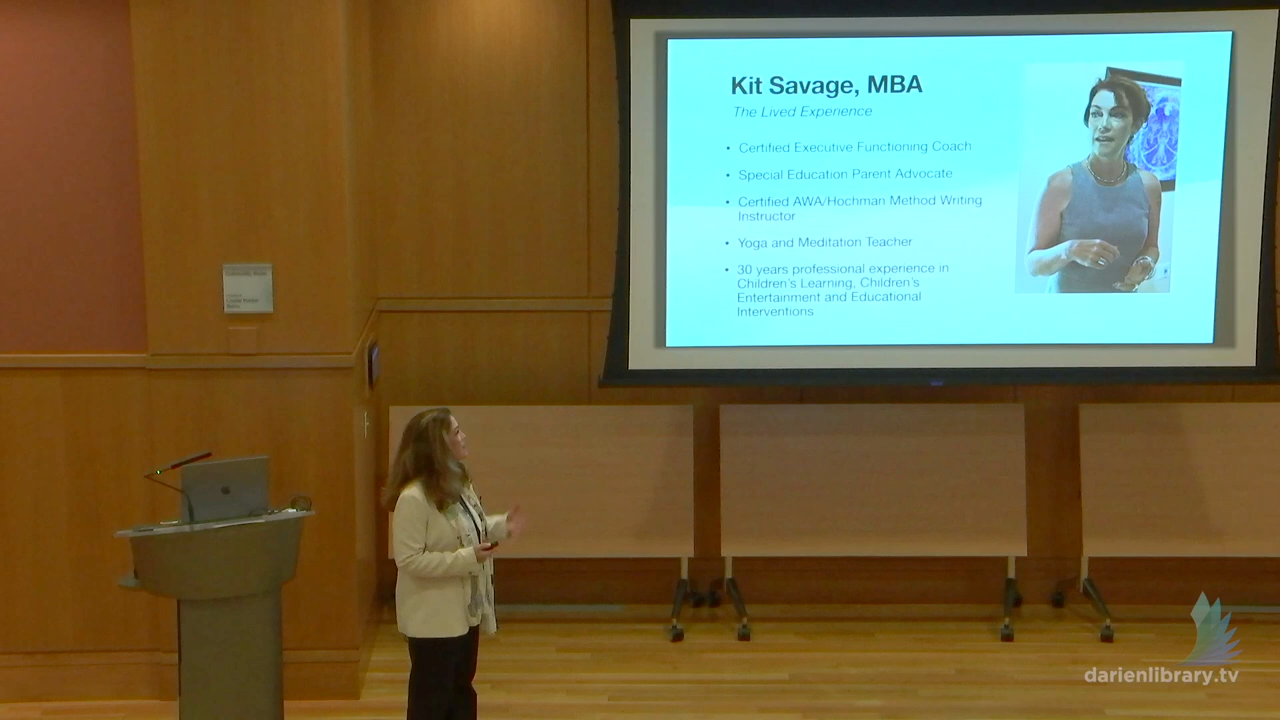 Kit Savage, MBA
The Lived Experience
• Certified Executive Functioning Coach
• Special Education Parent Advocate
• Certified AWA/Hochman Method Writing
Instructor
• Yoga and Meditation Teacher
• 30 years professional experience in
Children's Learning, Children's
Entertainment and Educational
Interventions
Community Room
darienlibrary.tv